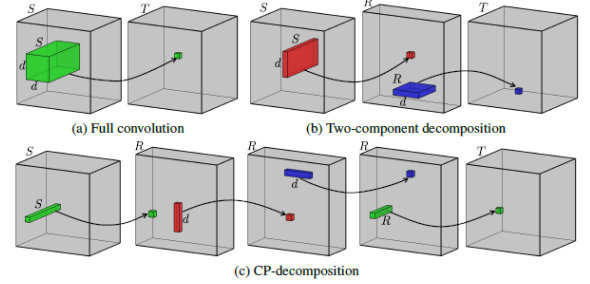 S T S R T
S S
d d R
d d
(a) Full convolution (b) Two-component decomposition
S R R R T
S d d R
(c) CP-decomposition